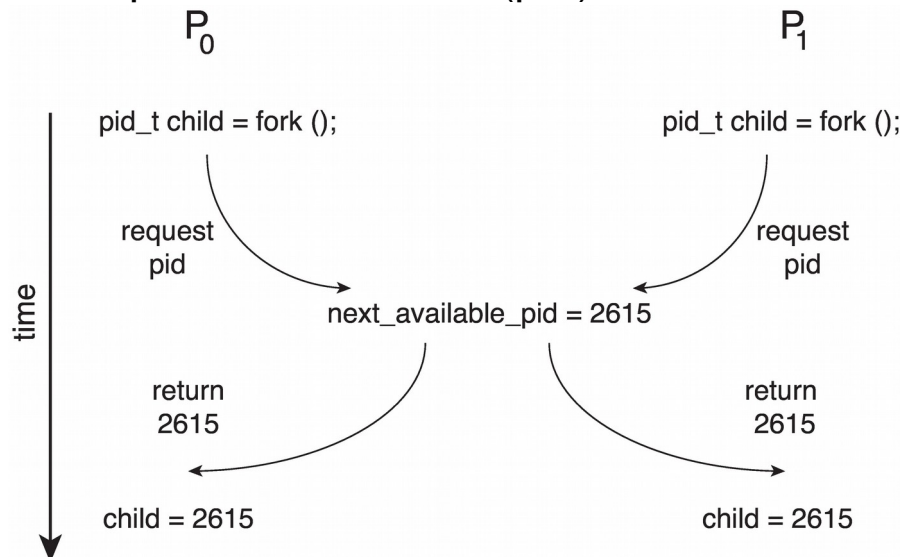 P0
P1
pid_t child = fork ();
pid_t child = fork ();
request
pid
request
pid
next_available_pid = 2615
time
return
2615
return
2615
child = 2615
child = 2615